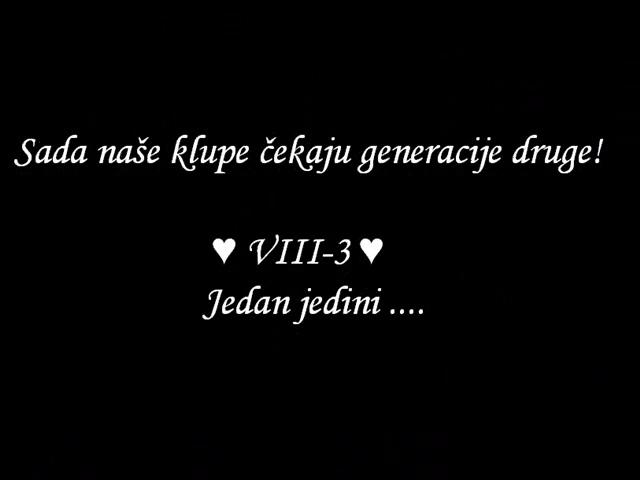 Sada naše klupe čekaju generacije druge!
♥ VIII-3 ♥
Jedan jedini ....